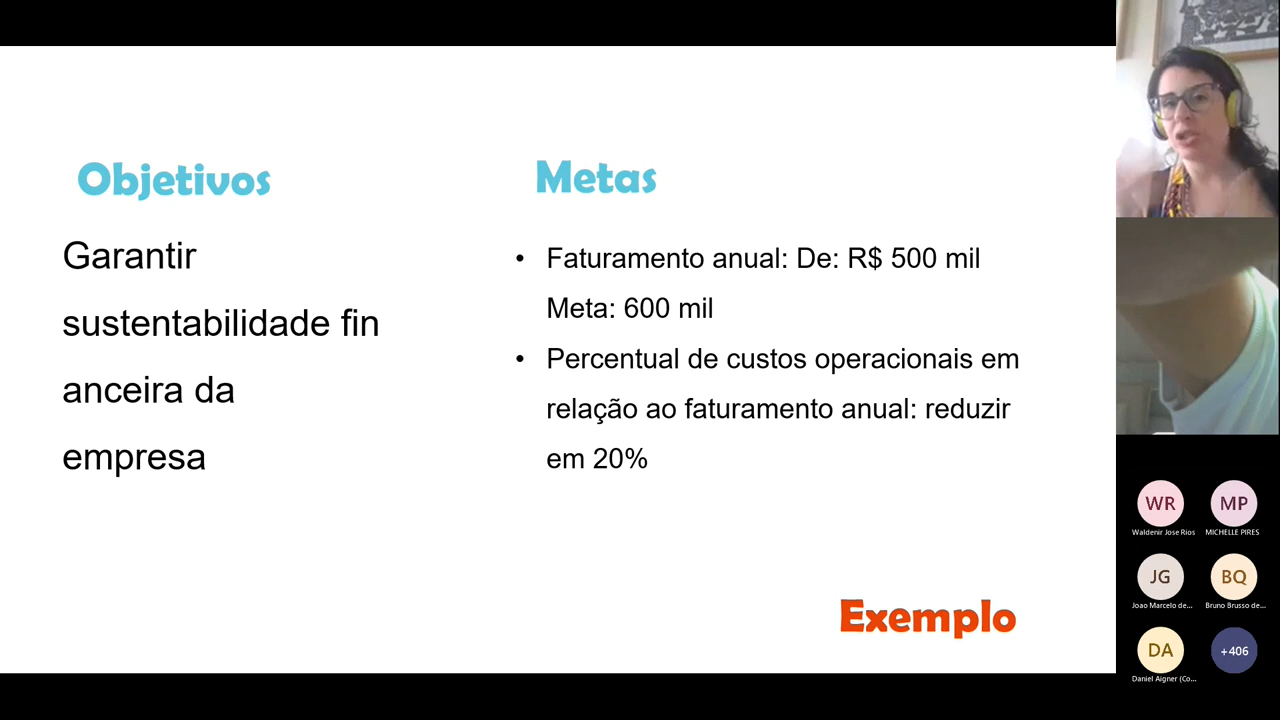 Objetivos
Garantir
sustentabilidade fin
anceira da
empresa
Metas
• Faturamento anual: De: R$ 500 mil
Meta: 600 mil
• Percentual de custos operacionais em
relação ao faturamento anual: reduzir
em 20%
Exemplo
WR
Waldenir Jose Rios
MP
MICHELLE PIRES
JG
Joao Marcelo de...
BQ
Bruno Brusso de...
DA
Daniel Aigner (Co...
+406